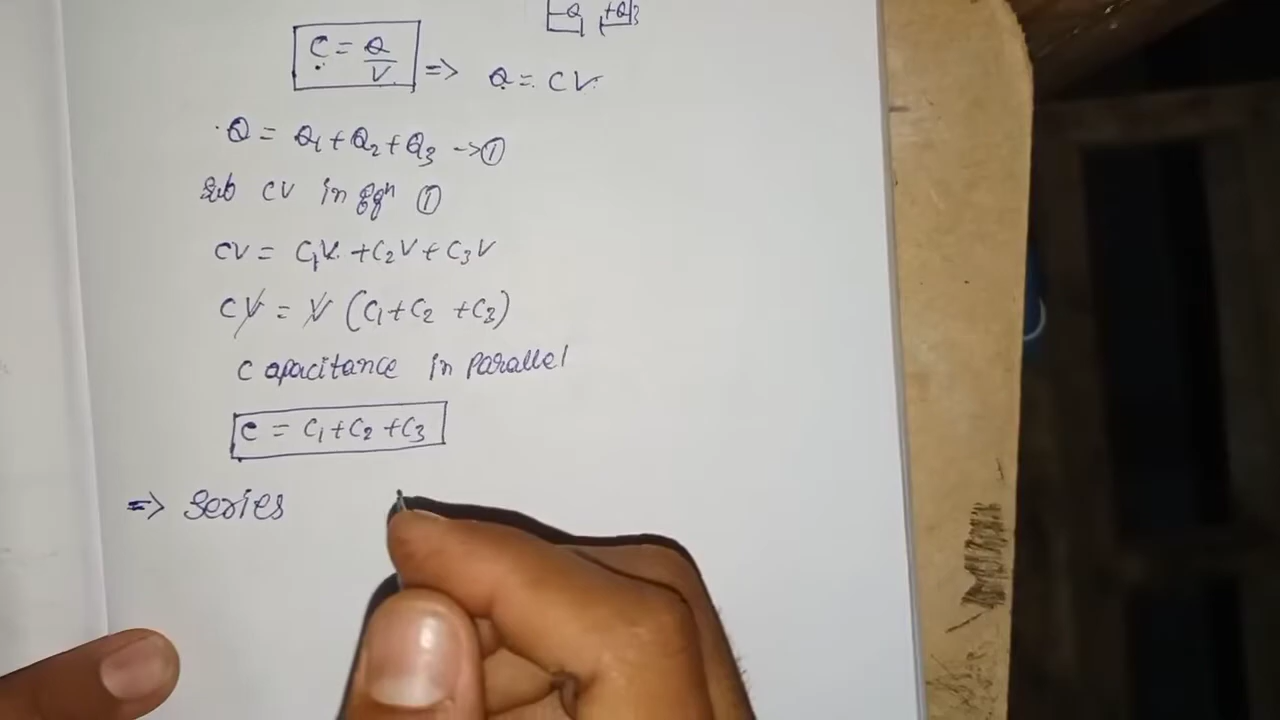 -Q +Q3
C = Q/V => Q = CV
Q = Q1 + Q2 + Q3 -> ①
Sub CV in Eqn ①
CV = C1V + C2V + C3V
CV = V (C1 + C2 + C3)
Capacitance in parallel
C = C1 + C2 + C3
=> Series